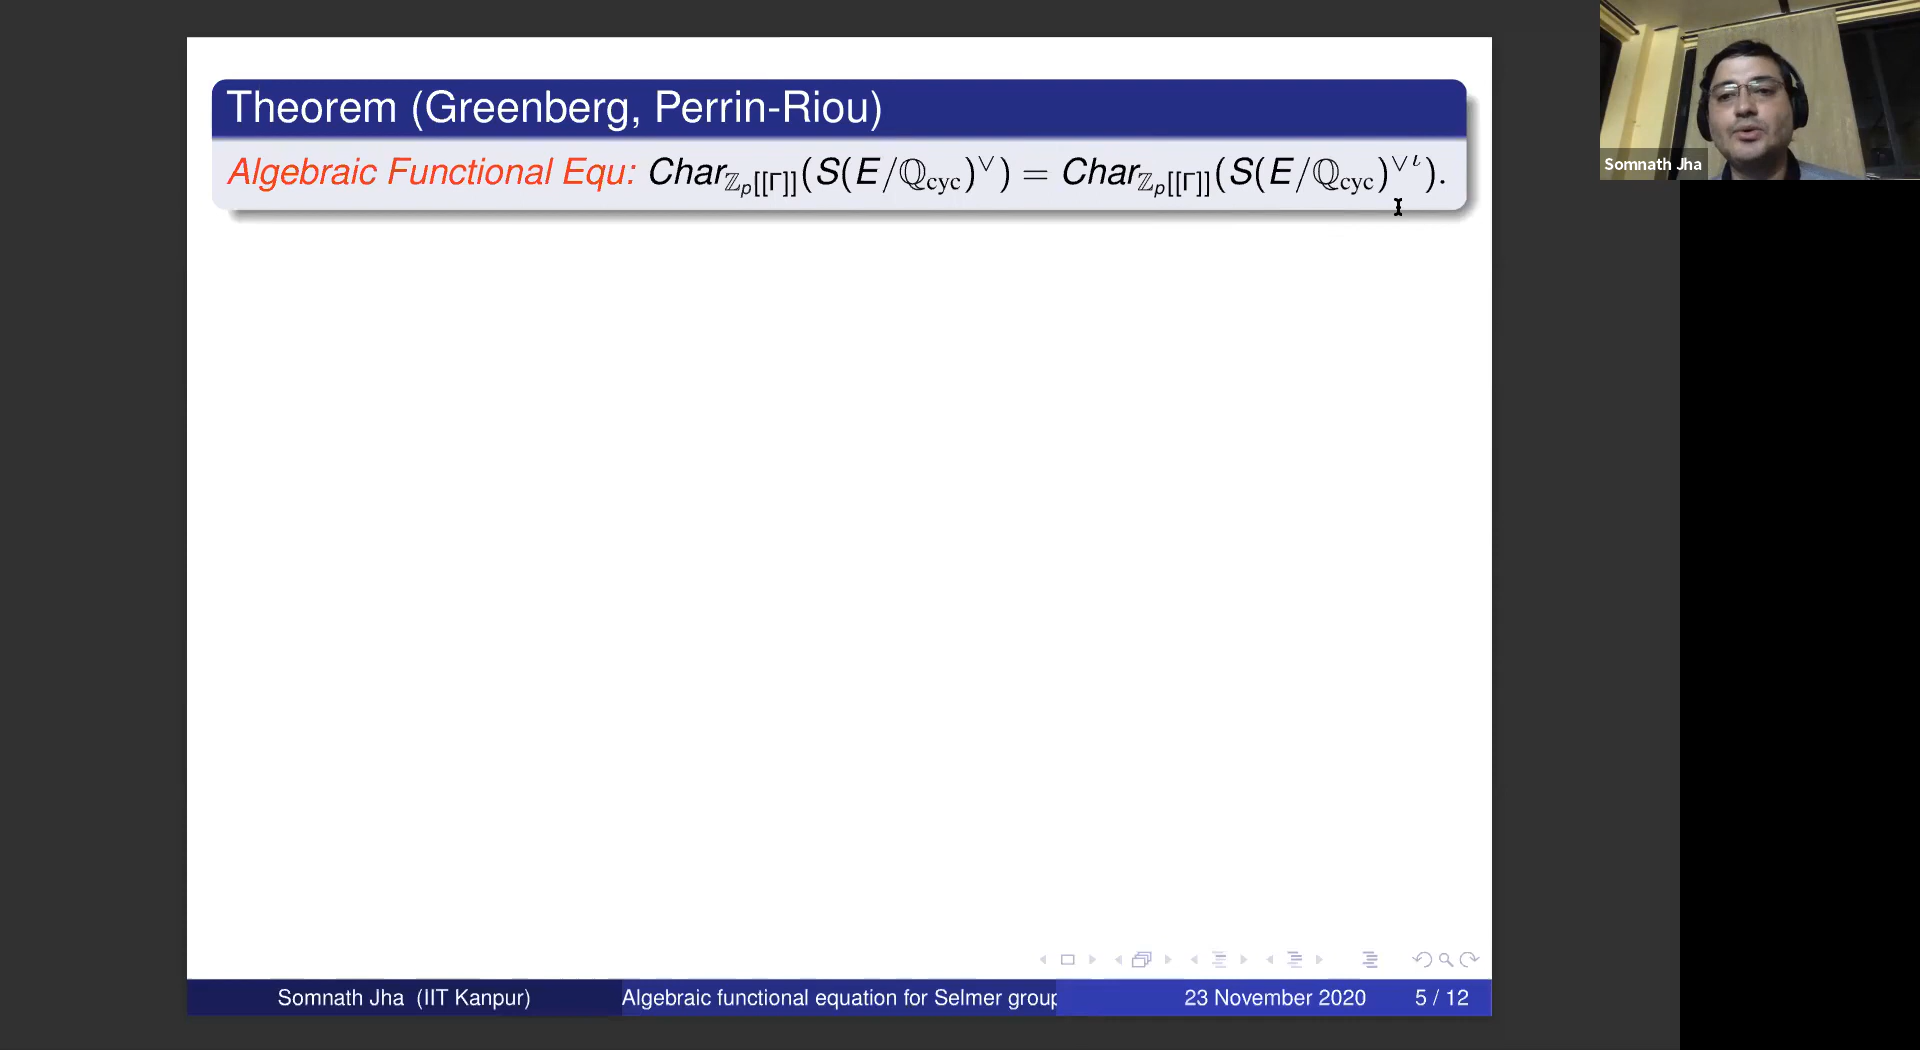 Theorem (Greenberg, Perrin-Riou)
Algebraic Functional Equ: Char_{ℤ_p[[Γ]]}(S(E/ℚ_cyc)^∨) = Char_{ℤ_p[[Γ]]}(S(E/ℚ_cyc)^{∨^ι}).
Somnath Jha
Somnath Jha (IIT Kanpur) Algebraic functional equation for Selmer group 23 November 2020 5 / 12